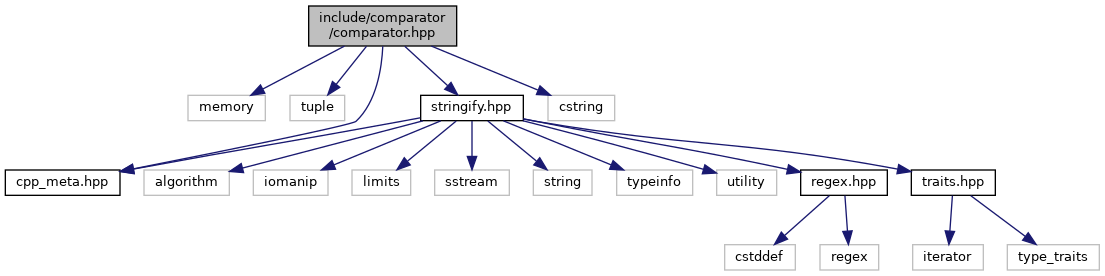 include/comparator
/comparator.hpp
memory
tuple
stringify.hpp
cstring
cpp_meta.hpp
algorithm
iomanip
limits
sstream
string
typeinfo
utility
regex.hpp
traits.hpp
cstddef
regex
iterator
type_traits